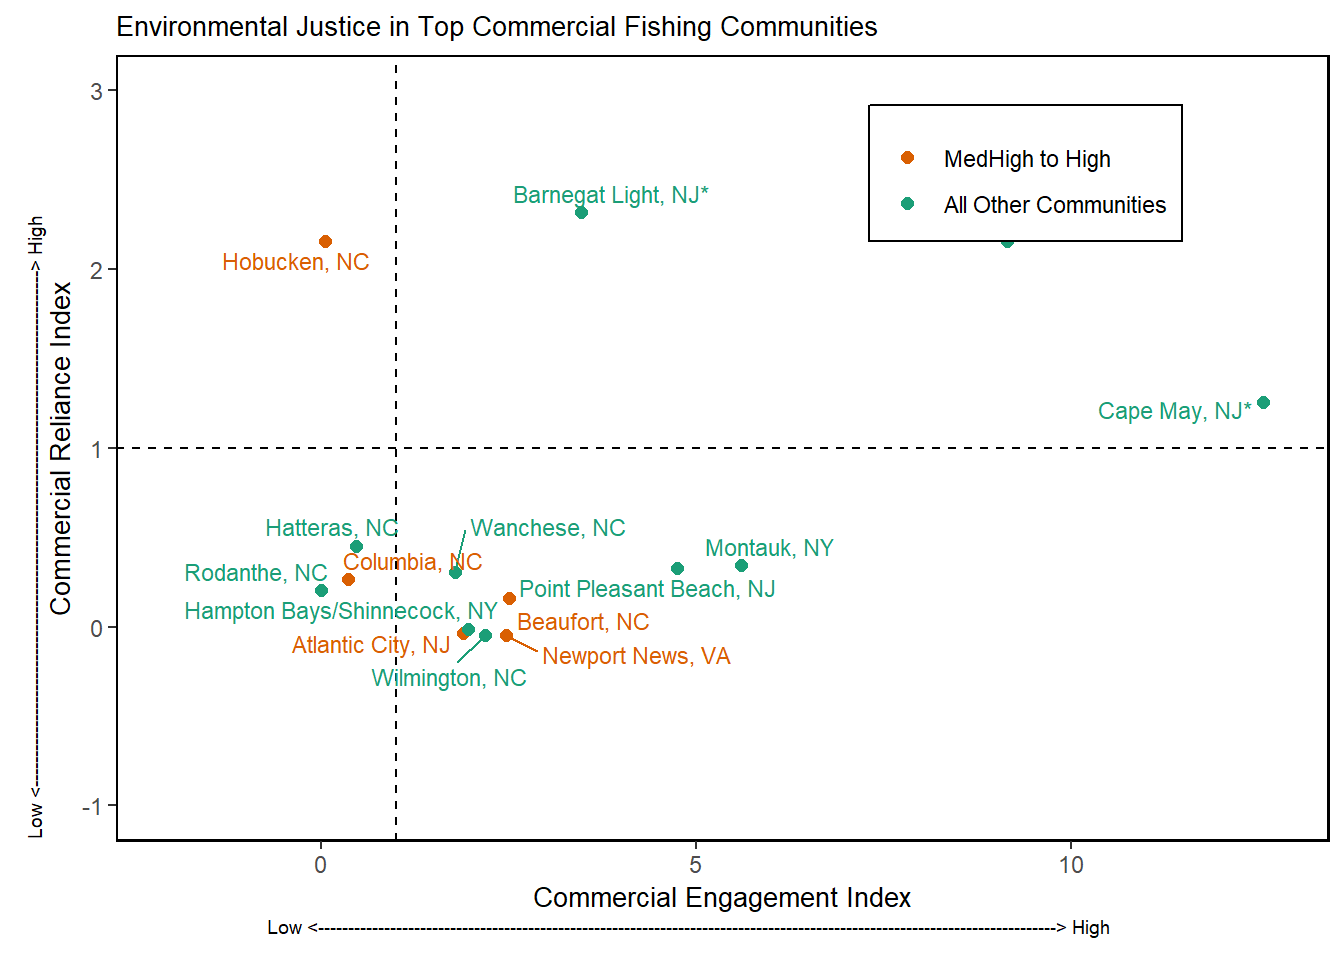 Environmental Justice in Top Commercial Fishing Communities
3
MedHigh to High
All Other Communities
Barnegat Light, NJ*
Hobucken, NC
2
Cape May, NJ*
1
Hatteras, NC
Wanchese, NC
Montauk, NY
Columbia, NC
Rodanthe, NC
Point Pleasant Beach, NJ
Hampton Bays/Shinnecock, NY
Beaufort, NC
0
Atlantic City, NJ
Newport News, VA
Wilmington, NC
-1
0
5
10
Commercial Reliance Index
Low <---------------------------------------------------------------------------------------> High
Commercial Engagement Index
Low <----------------------------------------------------------------------------------------------------------------------------> High